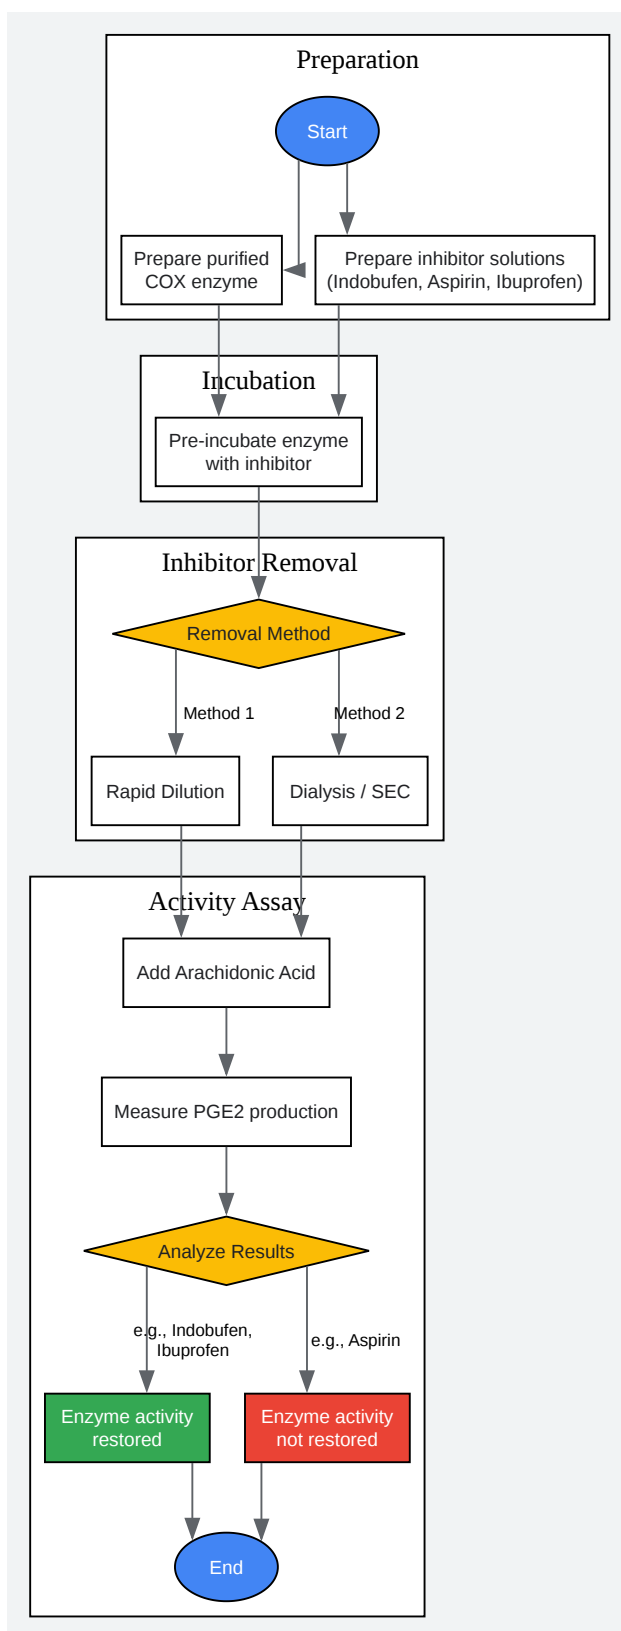 Preparation
Start
Prepare purified
COX enzyme
Prepare inhibitor solutions
(Indobufen, Aspirin, Ibuprofen)
Incubation
Pre-incubate enzyme
with inhibitor
Inhibitor Removal
Removal Method
Method 1
Method 2
Rapid Dilution
Dialysis / SEC
Activity Assay
Add Arachidonic Acid
Measure PGE2 production
Analyze Results
e.g., Indobufen,
Ibuprofen
e.g., Aspirin
Enzyme activity
restored
Enzyme activity
not restored
End